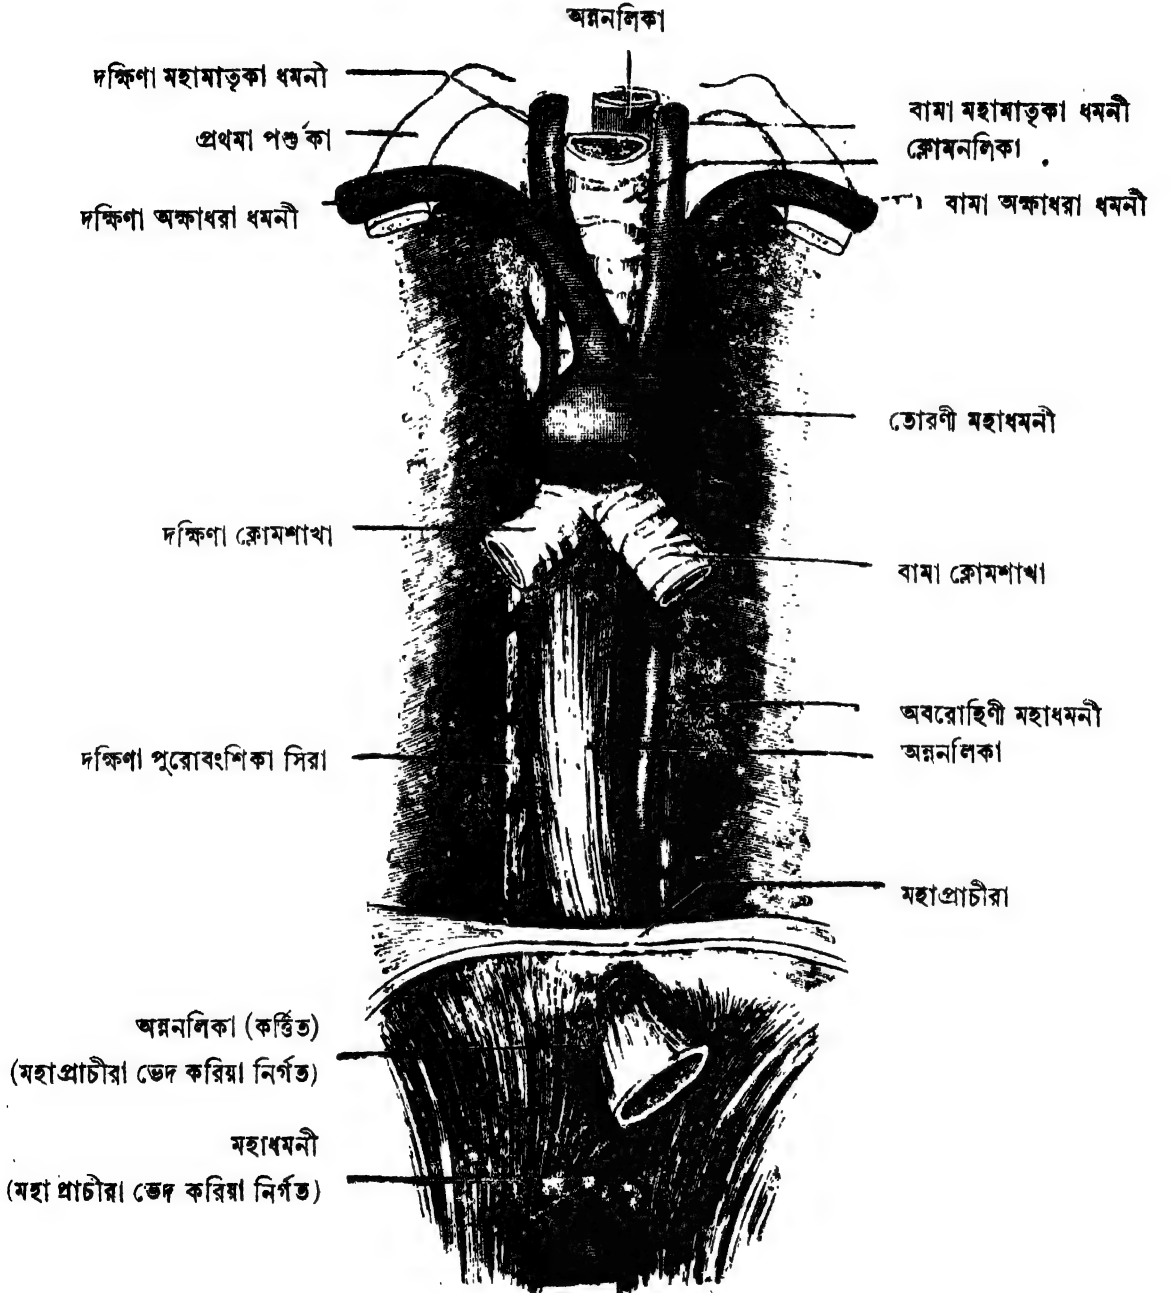 অন্ননলিকা
দক্ষিণা মহামাতৃকা ধমনী
প্রথমা পর্শুকা
দক্ষিণা অক্ষাধরা ধমনী
বামা মহামাতৃকা ধমনী
ক্লোমনলিকা
বামা অক্ষাধরা ধমনী
তোরণী মহাধমনী
দক্ষিণা ক্লোমশাখা
বামা ক্লোমশাখা
অবরোহিণী মহাধমনী
দক্ষিণা পুরোবংশিকা সিরা
অন্ননলিকা
মহাপ্রাচীরা
অন্ননলিকা (কর্ত্তিত)
(মহাপ্রাচীরা ভেদ করিয়া নির্গত)
মহাধমনী
(মহা প্রাচীরা ভেদ করিয়া নির্গত)